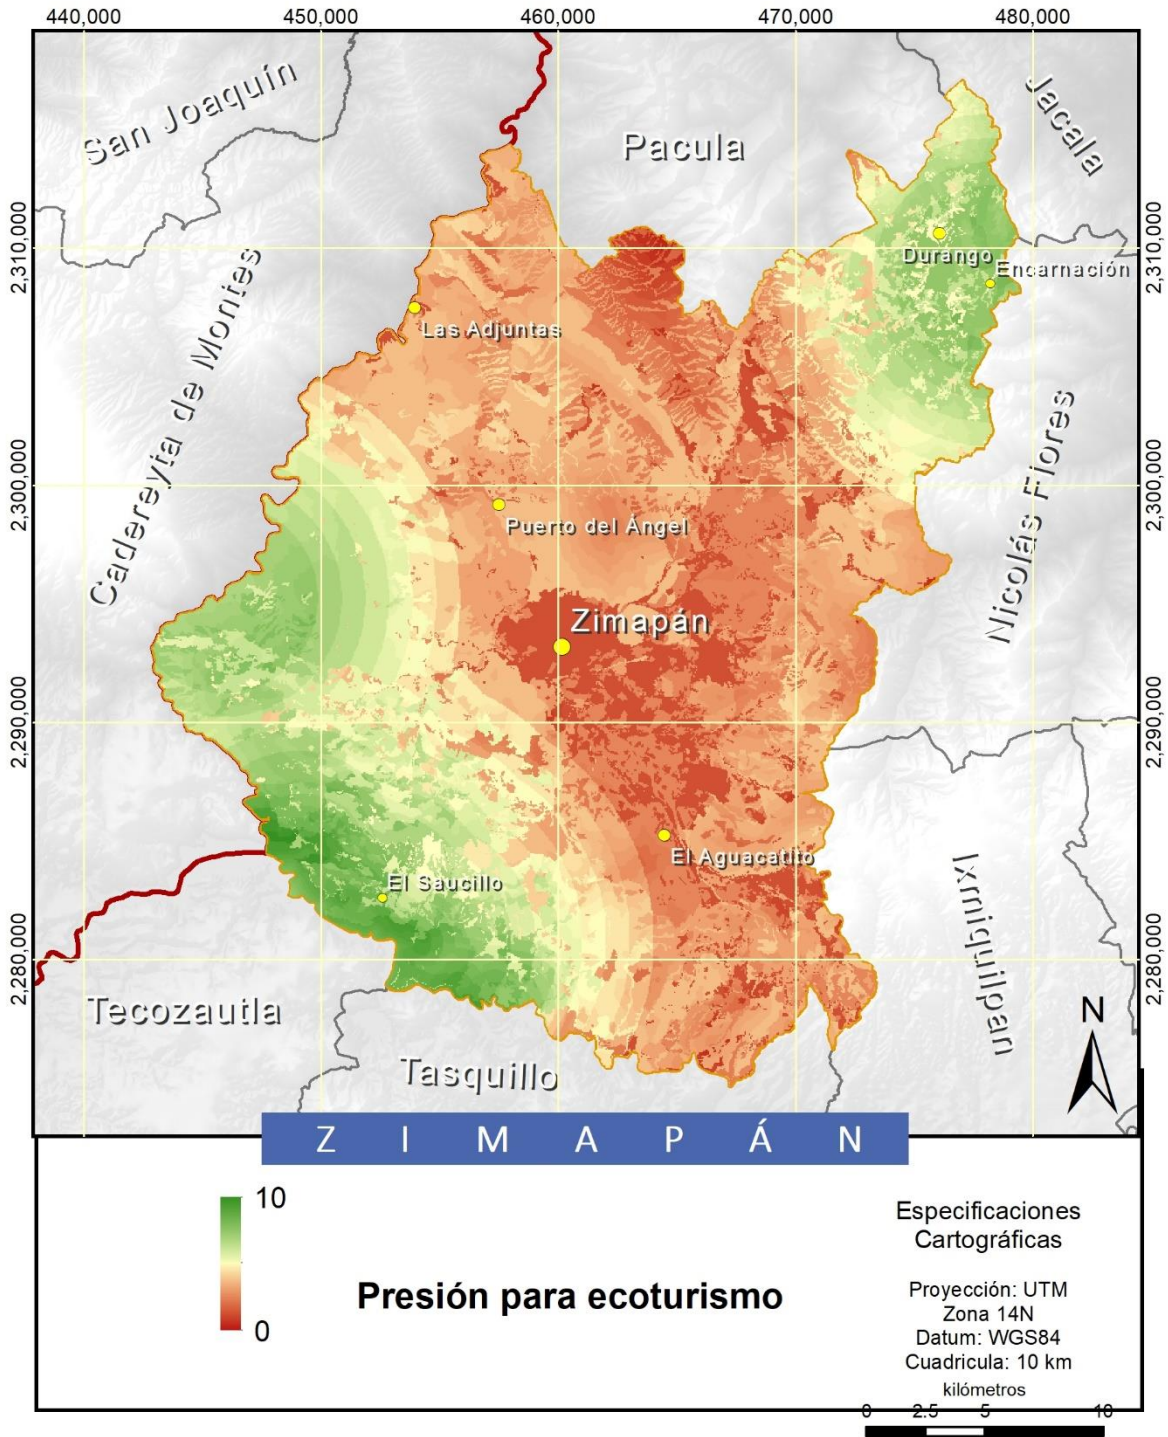 440,000 450,000 460,000 470,000 480,000
San Joaquín
Pacula
Jacala
2,310,000
2,310,000
Durango
Encarnación
Las Adjuntas
Cadereyta de Montes
Nicolás Flores
2,300,000
2,300,000
Puerto del Ángel
Zimapán
2,290,000
2,290,000
El Aguacatito
El Saucillo
Ixmiquilpan
2,280,000
2,280,000
Tecozautla
Tasquillo
N
Z I M A P Á N
10
0
Presión para ecoturismo
Especificaciones
Cartográficas
Proyección: UTM
Zona 14N
Datum: WGS84
Cuadricula: 10 km
kilómetros
0 2.5 5 10